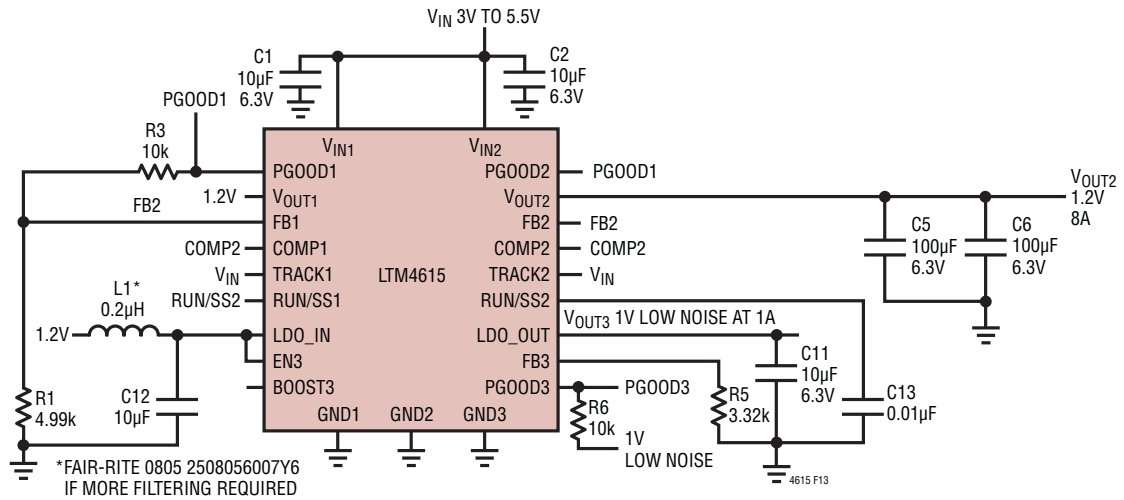 VIN 3V TO 5.5V
C1
10µF
6.3V
C2
10µF
6.3V
PGOOD1
R3
10k
VIN1
VIN2
PGOOD1
PGOOD2
PGOOD1
1.2V
VOUT1
VOUT2
VOUT2
1.2V
8A
FB2
FB1
FB2
FB2
C5
100µF
6.3V
C6
100µF
6.3V
COMP2
COMP1
COMP2
COMP2
VIN
TRACK1
LTM4615
TRACK2
VIN
RUN/SS2
RUN/SS1
RUN/SS2
L1*
0.2µH
1.2V
LDO_IN
LDO_OUT
VOUT3 1V LOW NOISE AT 1A
EN3
FB3
C11
10µF
6.3V
BOOST3
PGOOD3
PGOOD3
R1
4.99k
C12
10µF
GND1
GND2
GND3
R6
10k
R5
3.32k
C13
0.01µF
1V
LOW NOISE
*FAIR-RITE 0805 2508056007Y6
IF MORE FILTERING REQUIRED
4615 F13